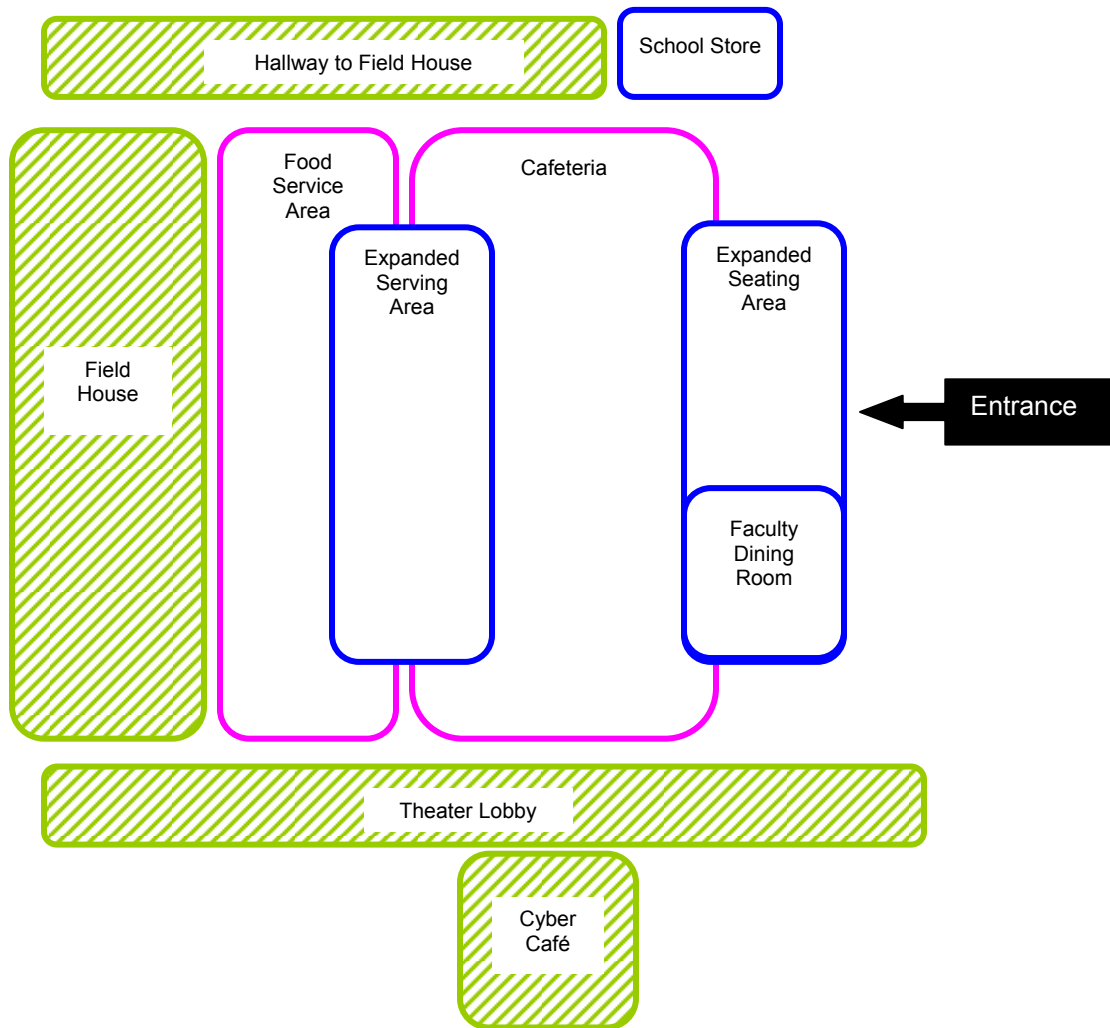 Hallway to Field House
School Store
Food
Service
Area
Cafeteria
Expanded
Serving
Area
Expanded
Seating
Area
Field
House
Entrance
Faculty
Dining
Room
Theater Lobby
Cyber
Café